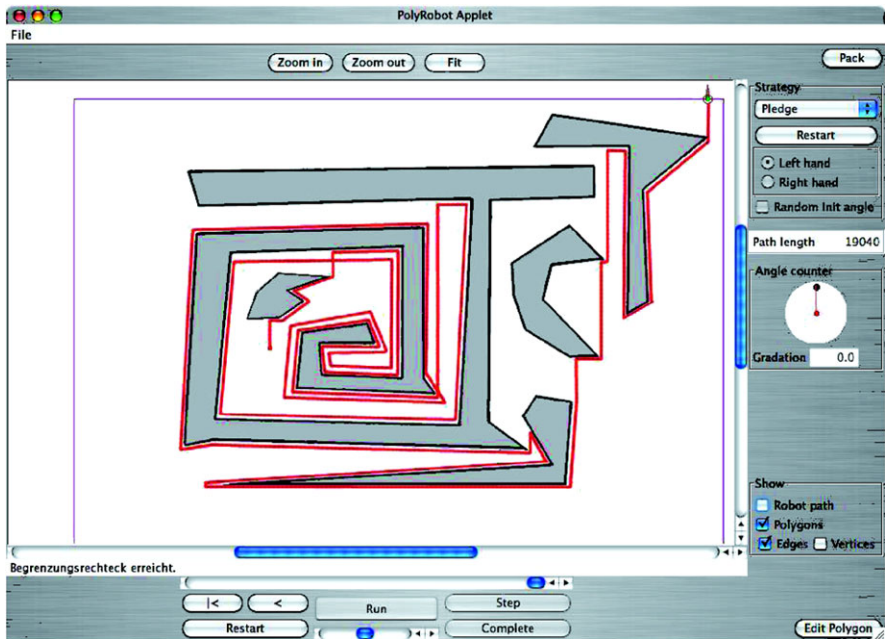 PolyRobot Applet
File
Zoom in Zoom out Fit Pack
Strategy
Pledge
Restart
Left hand
Right hand
Random Init angle
Path length 19040
Angle counter
Gradation 0.0
Show
Robot path
Polygons
Edges Vertices
Begrenzungsrechteck erreicht.
|< < Run Step
Restart Complete Edit Polygon